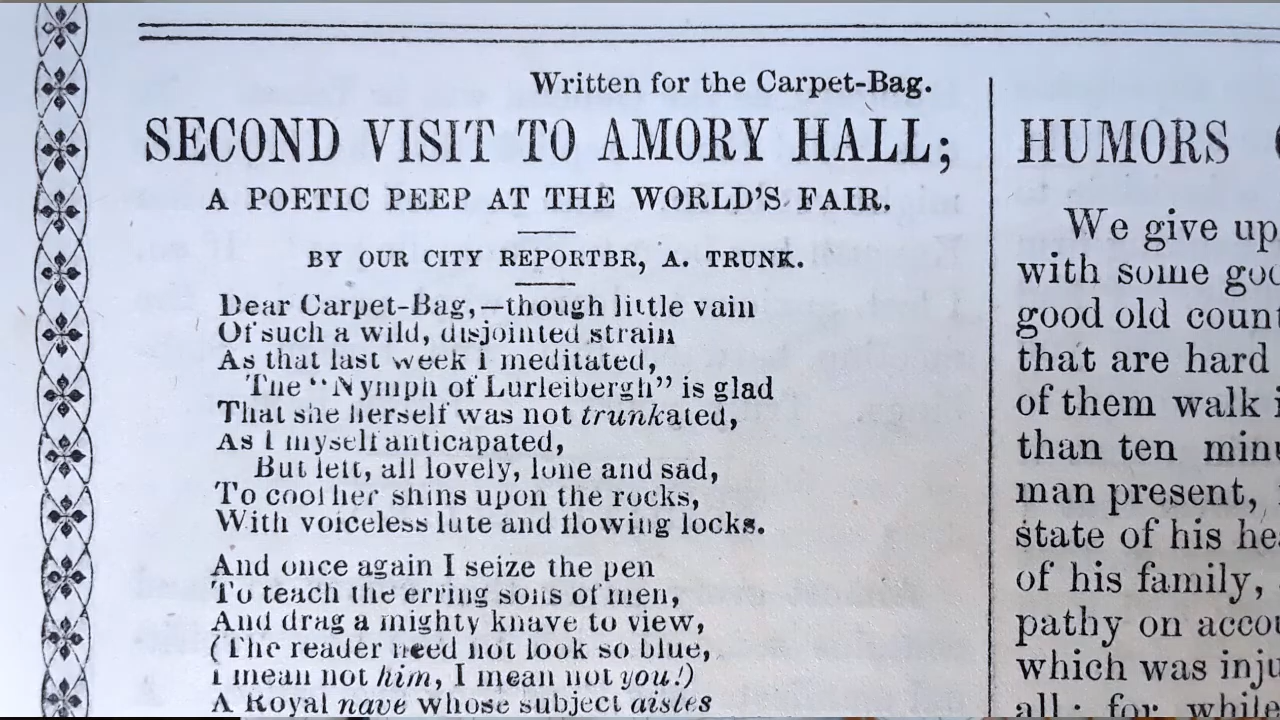 Written for the Carpet-Bag.
SECOND VISIT TO AMORY HALL;
A POETIC PEEP AT THE WORLD'S FAIR.
BY OUR CITY REPORTBR, A. TRUNK.
Dear Carpet-Bag,—though little vain
Of such a wild, disjointed strain
As that last week I meditated,
The “Nymph of Lurleibergh” is glad
That she herself was not trunkated,
As I myself anticapated,
But left, all lovely, lone and sad,
To cool her shins upon the rocks,
With voiceless lute and flowing locks.
And once again I seize the pen
To teach the erring sons of men,
And drag a mighty knave to view,
(The reader need not look so blue,
I mean not him, I mean not you!)
A Royal nave whose subject aisles
HUMORS
We give up
with some
good old
that are hard
of them walk
than ten
man present,
state of his
of his family,
pathy on
which was
all; for while